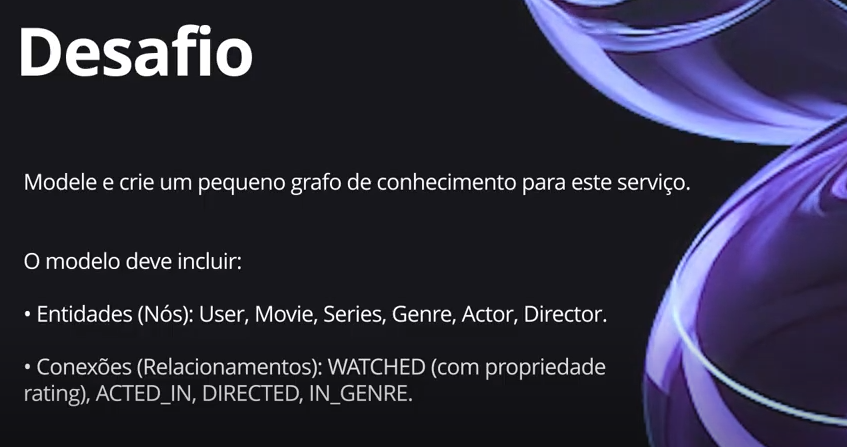 Desafio
Modele e crie um pequeno grafo de conhecimento para este serviço.
O modelo deve incluir:
• Entidades (Nós): User, Movie, Series, Genre, Actor, Director.
• Conexões (Relacionamentos): WATCHED (com propriedade
rating), ACTED_IN, DIRECTED, IN_GENRE.